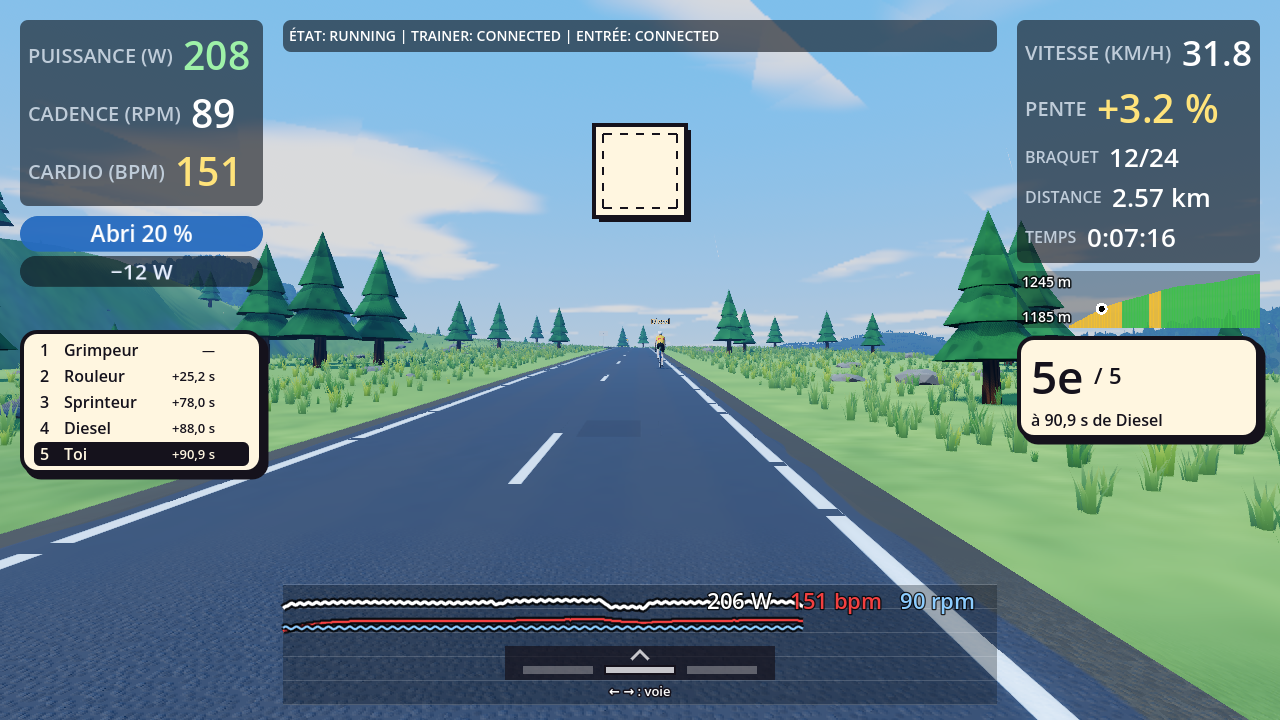 PUISSANCE (W) 208
CADENCE (RPM) 89
CARDIO (BPM) 151
Abri 20 %
−12 W
1 Grimpeur —
2 Rouleur +25,2 s
3 Sprinteur +78,0 s
4 Diesel +88,0 s
5 Toi +90,9 s
ÉTAT: RUNNING | TRAINER: CONNECTED | ENTRÉE: CONNECTED
206 W 151 bpm 90 rpm
← → : voie
VITESSE (KM/H) 31.8
PENTE +3.2 %
BRAQUET 12/24
DISTANCE 2.57 km
TEMPS 0:07:16
1245 m
1185 m
5e / 5
à 90,9 s de Diesel